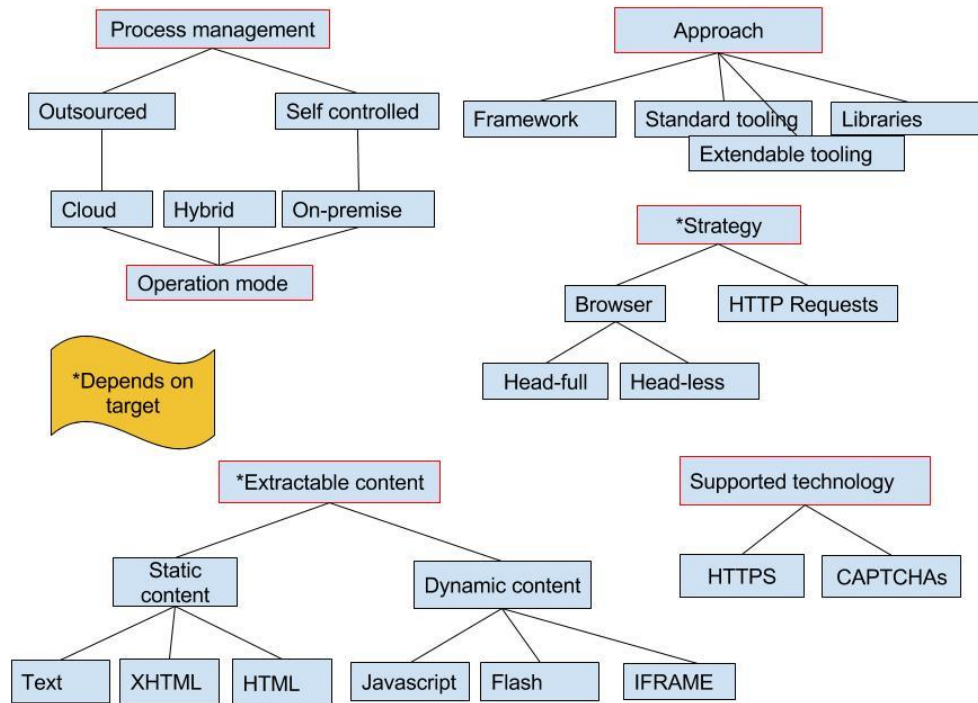 Process management
Outsourced
Self controlled
Cloud
Hybrid
On-premise
Operation mode
Approach
Framework
Standard tooling
Libraries
Extendable tooling
*Strategy
Browser
HTTP Requests
Head-full
Head-less
*Depends on
target
*Extractable content
Static
content
Dynamic content
Text
XHTML
HTML
Javascript
Flash
IFRAME
Supported technology
HTTPS
CAPTCHAs